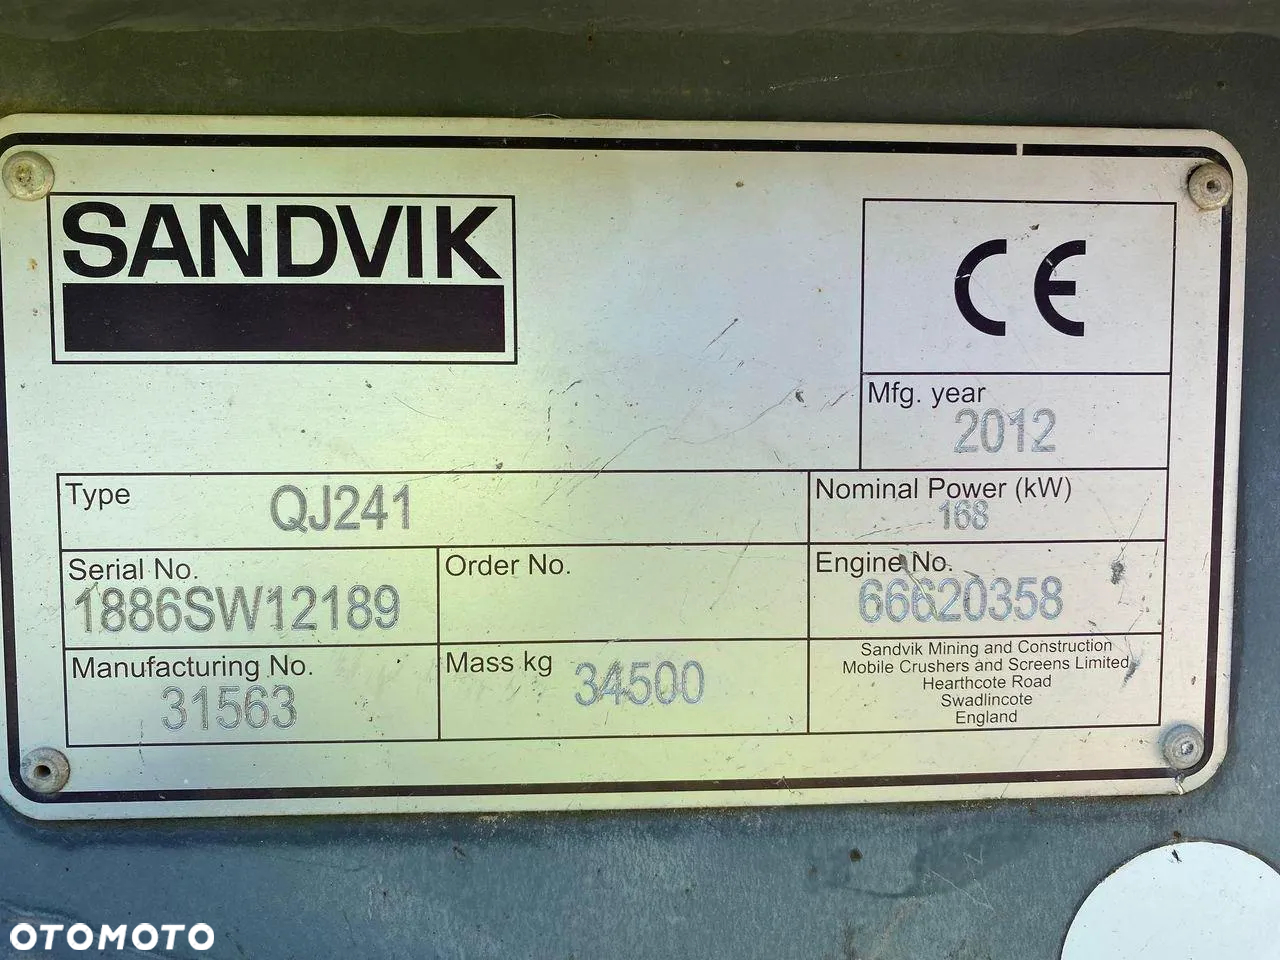 SANDVIK
CE
Mfg. year
2012
Type QJ241
Nominal Power (kW)
168
Serial No.
1886SW12189
Order No.
Engine No.
66620358
Manufacturing No.
31563
Mass kg 34500
Sandvik Mining and Construction
Mobile Crushers and Screens Limited
Hearthcote Road
Swadlincote
England
OTOMOTO